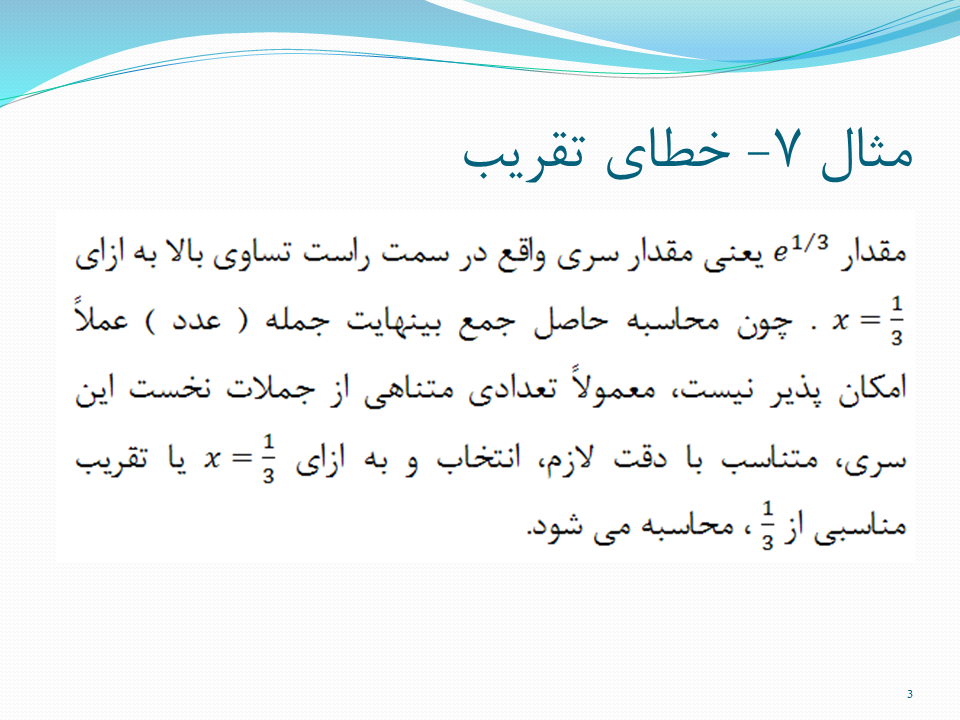 مثال ۷- خطای تقریب
مقدار e^{1/3} یعنی مقدار سری واقع در سمت راست تساوی بالا به ازای
x = \frac{1}{3} . چون محاسبه حاصل جمع بینهایت جمله ( عدد ) عملاً
امکان پذیر نیست، معمولاً تعدادی متناهی از جملات نخست این
سری، متناسب با دقت لازم، انتخاب و به ازای x = \frac{1}{3} یا تقریب
مناسبی از \frac{1}{3} ، محاسبه می شود.
3